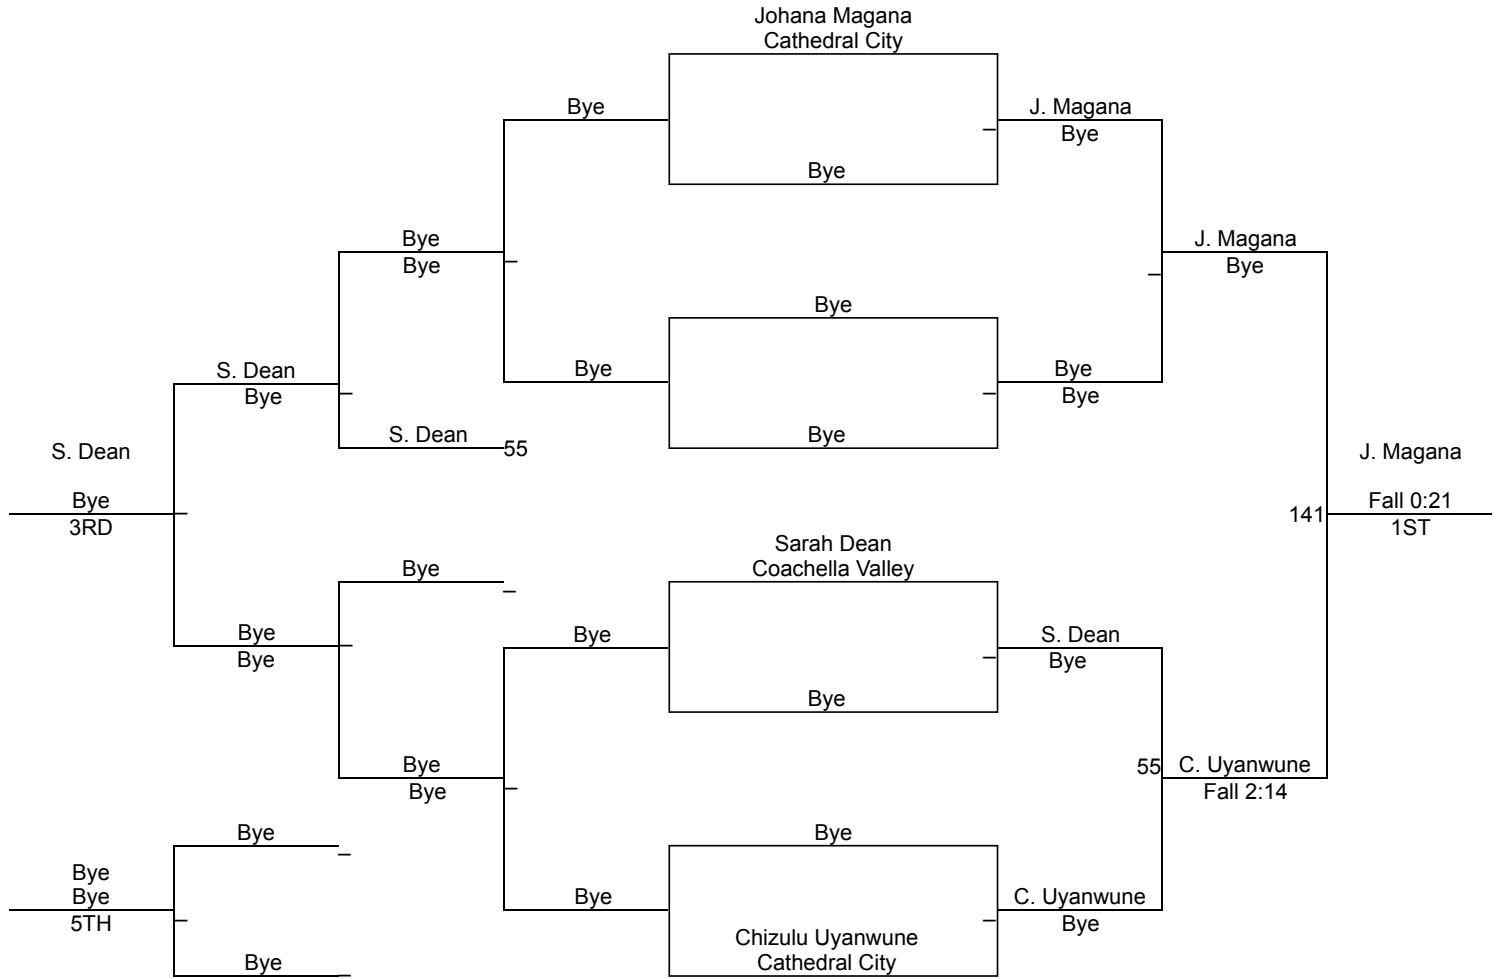 Johana Magana
Cathedral City
Bye
J. Magana
Bye
Bye
Bye
J. Magana
Bye
Bye
Bye
S. Dean
Bye
Bye
Bye
Bye
S. Dean
55
Bye
S. Dean
J. Magana
Bye
3RD
141
Fall 0:21
1ST
Sarah Dean
Coachella Valley
Bye
Bye
Bye
Bye
S. Dean
Bye
Bye
Bye
Bye
55
C. Uyanwune
Fall 2:14
Bye
Bye
Bye
Bye
5TH
Bye
C. Uyanwune
Bye
Chizulu Uyanwune
Cathedral City
Bye